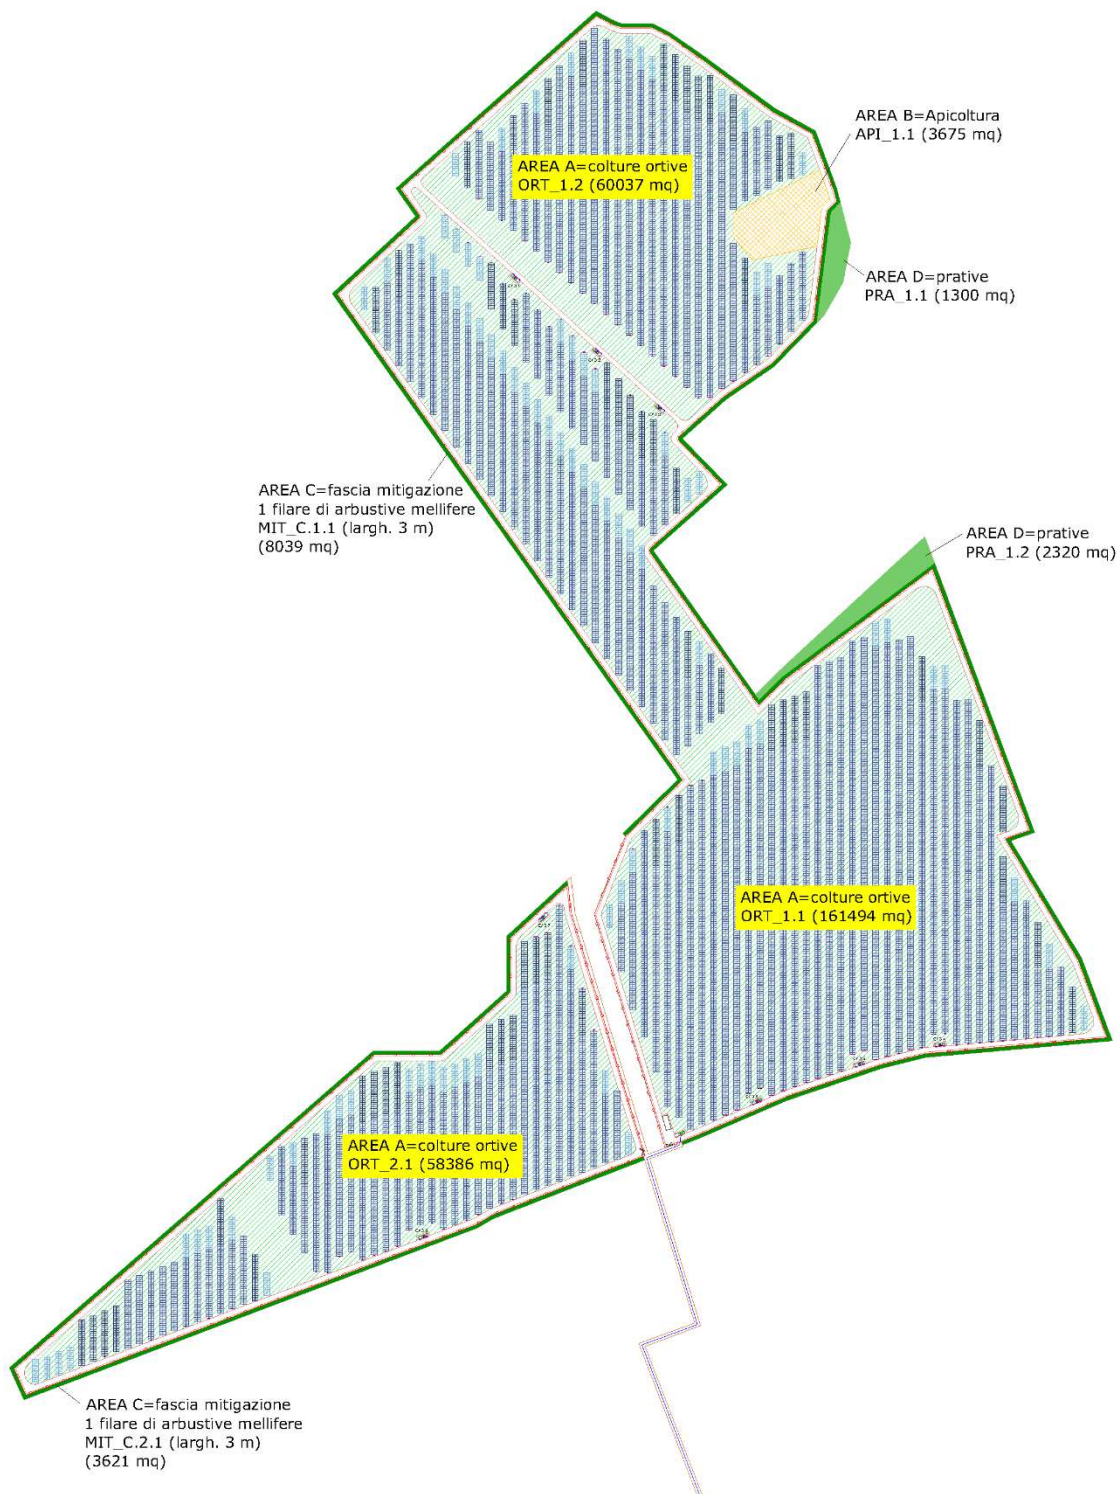 AREA B=Apicoltura
API_1.1 (3675 mq)
AREA A=colture ortive
ORT_1.2 (60037 mq)
AREA D=prative
PRA_1.1 (1300 mq)
AREA C=fascia mitigazione
1 filare di arbustive mellifere
MIT_C.1.1 (largh. 3 m)
(8039 mq)
AREA D=prative
PRA_1.2 (2320 mq)
AREA A=colture ortive
ORT_1.1 (161494 mq)
AREA A=colture ortive
ORT_2.1 (58386 mq)
AREA C=fascia mitigazione
1 filare di arbustive mellifere
MIT_C.2.1 (largh. 3 m)
(3621 mq)